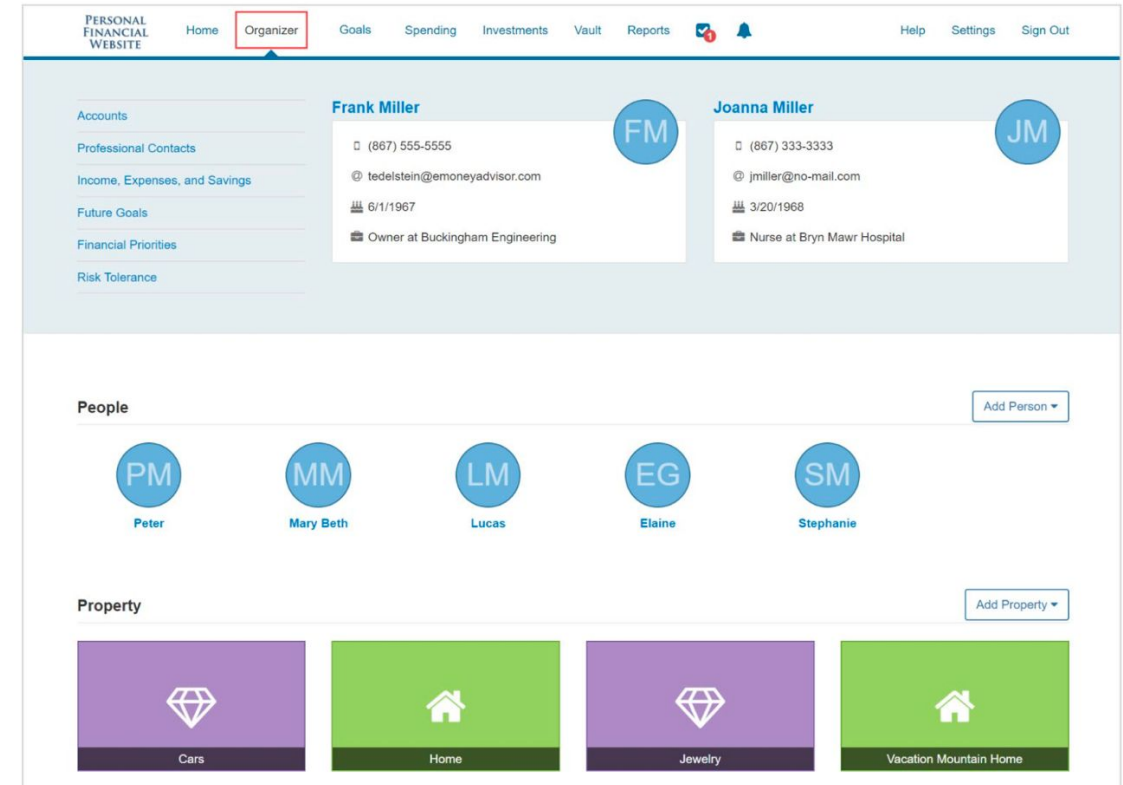 PERSONAL
FINANCIAL
WEBSITE
Home Organizer Goals Spending Investments Vault Reports 1 Help Settings Sign Out
Accounts
Professional Contacts
Income, Expenses, and Savings
Future Goals
Financial Priorities
Risk Tolerance
Frank Miller
FM
(867) 555-5555
@ tedelstein@emoneyadvisor.com
6/1/1967
Owner at Buckingham Engineering
Joanna Miller
JM
(867) 333-3333
@ jmiller@no-mail.com
3/20/1968
Nurse at Bryn Mawr Hospital
People
Add Person
PM MM LM EG SM
Peter Mary Beth Lucas Elaine Stephanie
Property
Add Property
Cars Home Jewelry Vacation Mountain Home